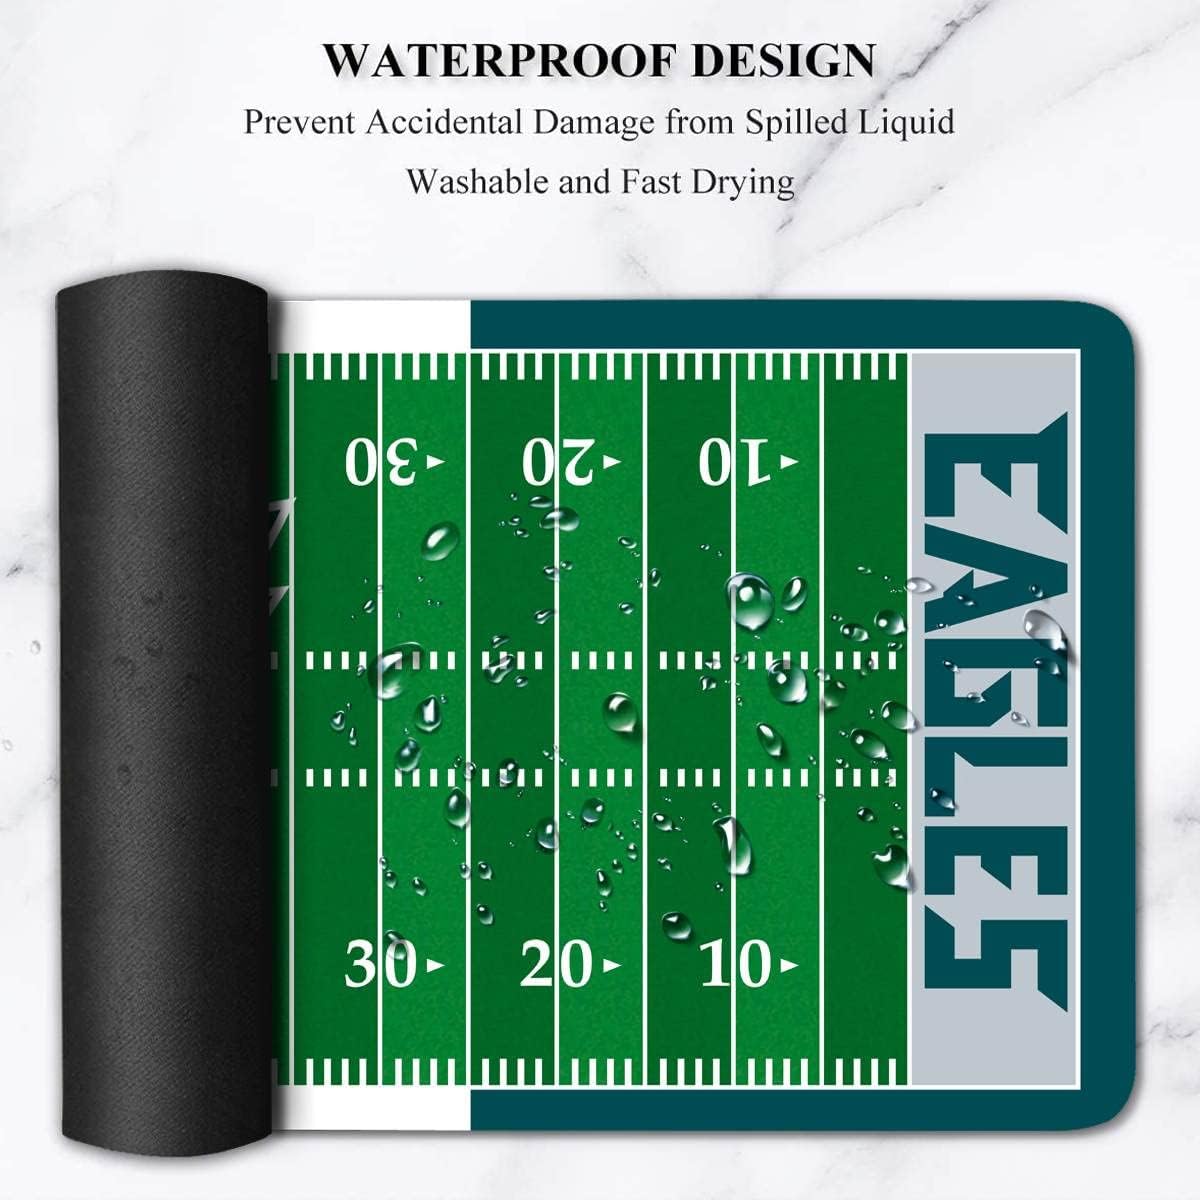 WATERPROOF DESIGN
Prevent Accidental Damage from Spilled Liquid
Washable and Fast Drying
30 20 10
EAGLES
30 20 10